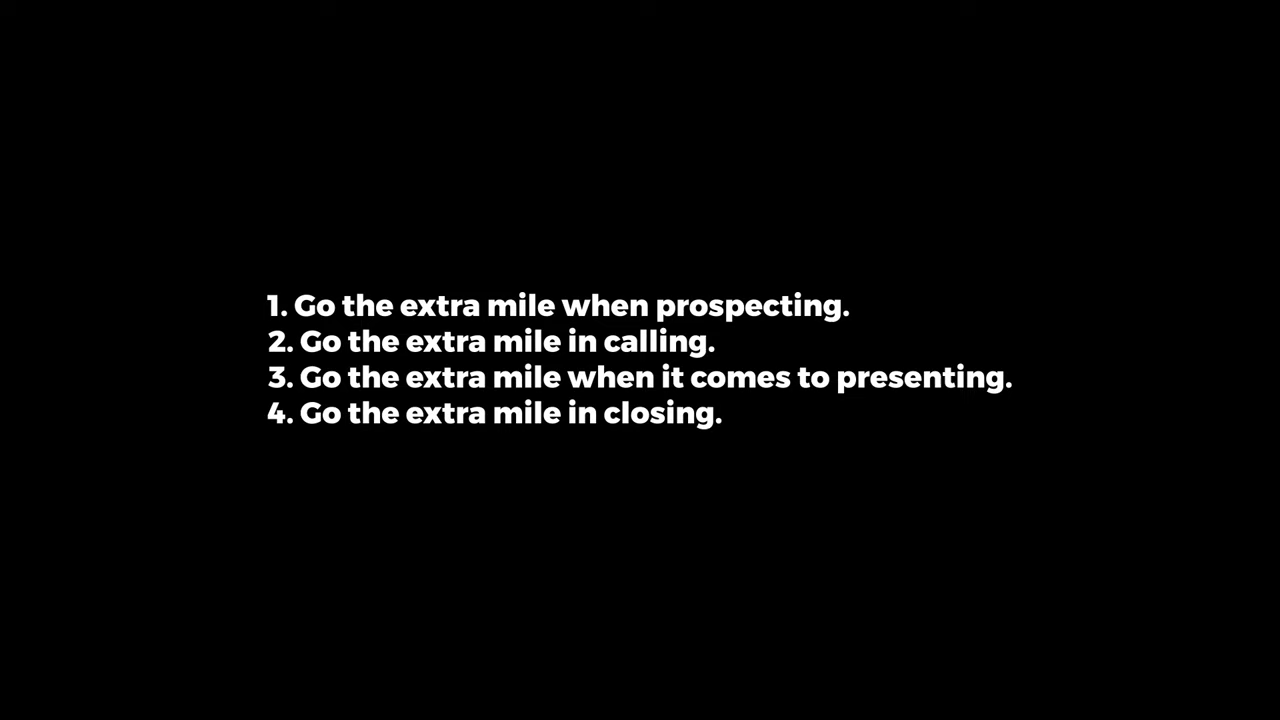 1. Go the extra mile when prospecting.
2. Go the extra mile in calling.
3. Go the extra mile when it comes to presenting.
4. Go the extra mile in closing.